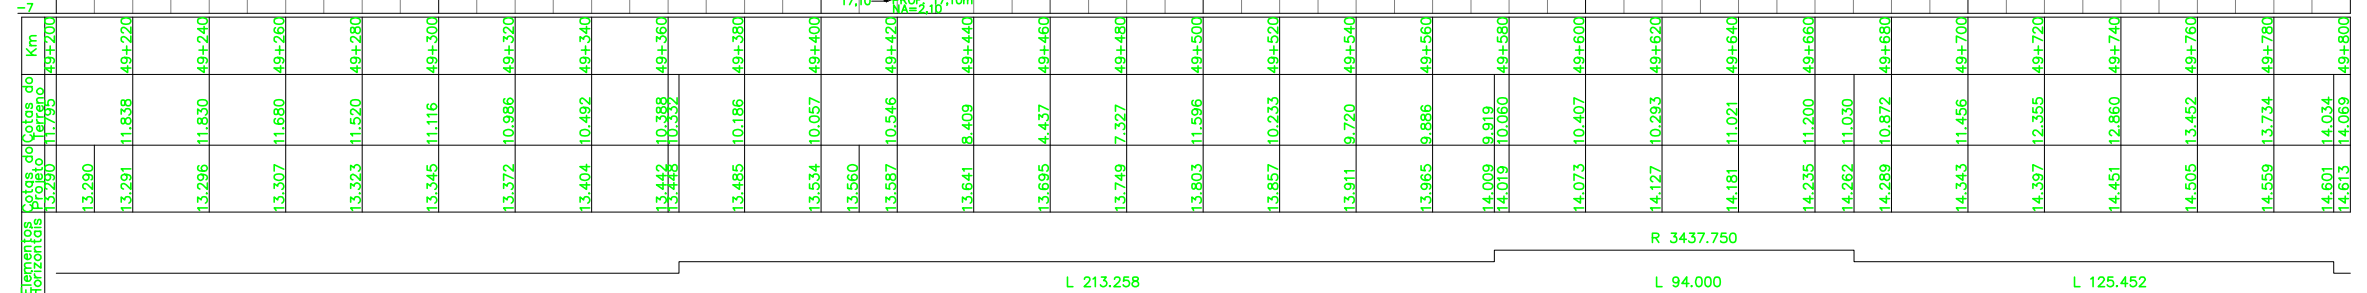 -7
NA=2,10
Km 49+200 49+220 49+240 49+260 49+280 49+300 49+320 49+340 49+360 49+380 49+400 49+420 49+440 49+460 49+480 49+500 49+520 49+540 49+560 49+580 49+600 49+620 49+640 49+660 49+680 49+700 49+720 49+740 49+760 49+780 49+800
Cotas do
Terreno
11.795 11.838 11.830 11.680 11.520 11.116 10.986 10.492 10.388 10.332 10.186 10.057 10.546 8.409 4.437 7.327 11.596 10.233 9.720 9.886 9.919 10.060 10.407 10.293 11.021 11.200 11.030 10.872 11.456 12.355 12.860 13.452 13.734 14.034 14.069
Cotas do
Projeto
13.290 13.290 13.291 13.296 13.307 13.323 13.345 13.372 13.404 13.442 13.448 13.485 13.534 13.560 13.587 13.641 13.695 13.749 13.803 13.857 13.911 13.965 14.009 14.019 14.073 14.127 14.181 14.235 14.262 14.289 14.343 14.397 14.451 14.505 14.559 14.601 14.613
Elementos
Horizontais
R 3437.750
L 213.258 L 94.000 L 125.452